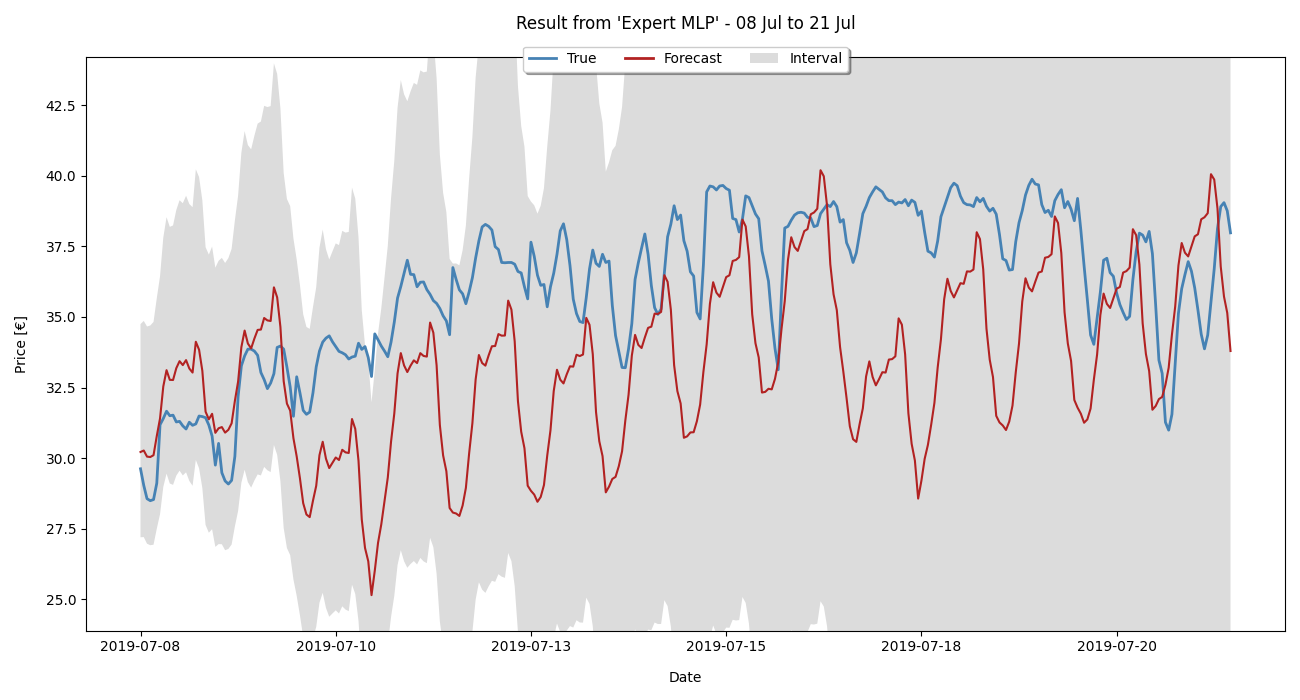 Result from 'Expert MLP' - 08 Jul to 21 Jul
True Forecast Interval
42.5
40.0
37.5
35.0
32.5
30.0
27.5
25.0
Price [€]
2019-07-08 2019-07-10 2019-07-13 2019-07-15 2019-07-18 2019-07-20
Date